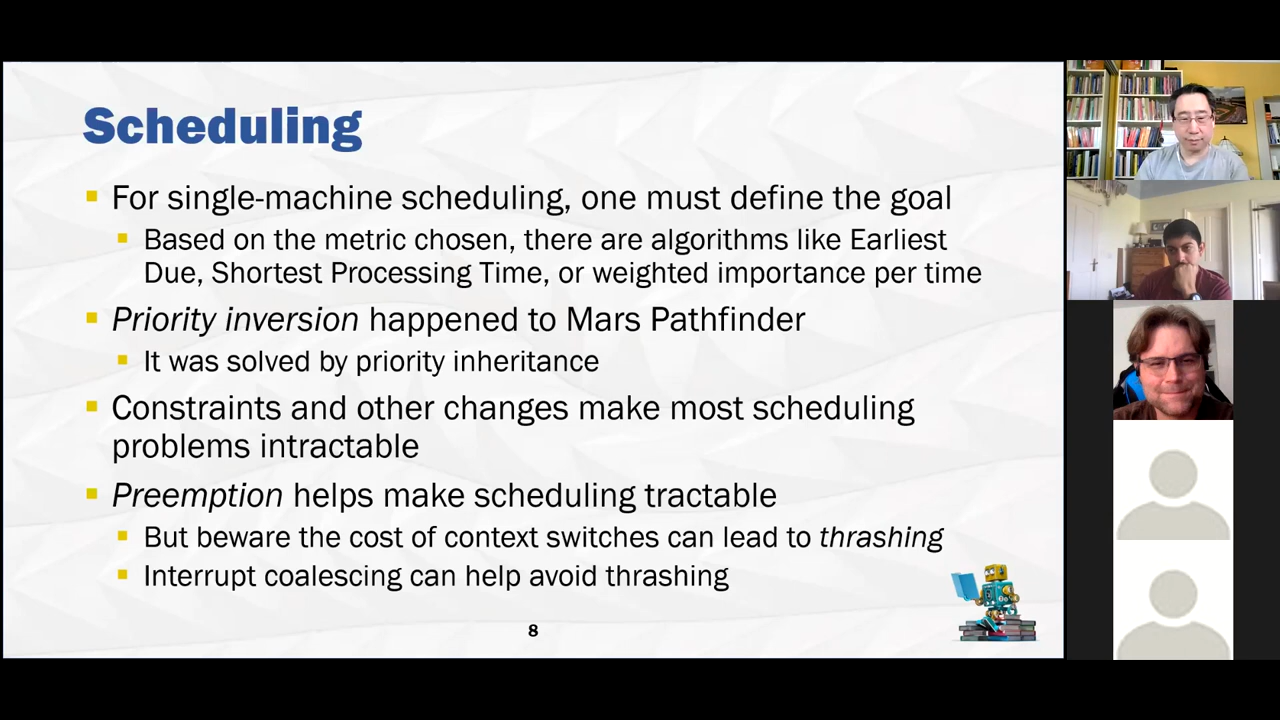 Scheduling
For single-machine scheduling, one must define the goal
Based on the metric chosen, there are algorithms like Earliest
Due, Shortest Processing Time, or weighted importance per time
Priority inversion happened to Mars Pathfinder
It was solved by priority inheritance
Constraints and other changes make most scheduling
problems intractable
Preemption helps make scheduling tractable
But beware the cost of context switches can lead to thrashing
Interrupt coalescing can help avoid thrashing
8